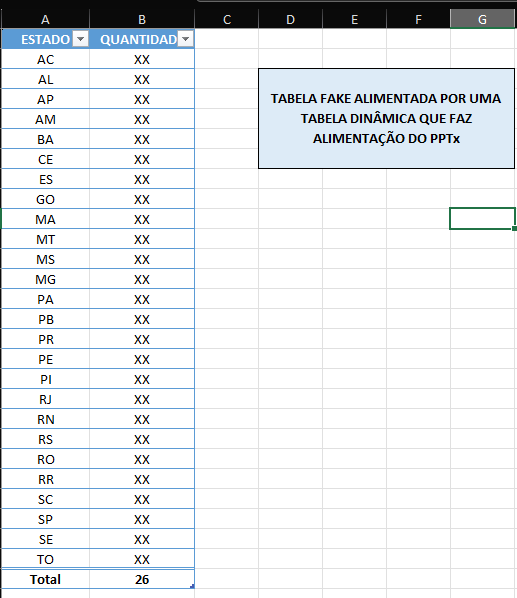 A B C D E F G
ESTADO QUANTIDAD
AC XX
AL XX
AP XX
AM XX
BA XX
CE XX
ES XX
GO XX
MA XX
MT XX
MS XX
MG XX
PA XX
PB XX
PR XX
PE XX
PI XX
RJ XX
RN XX
RS XX
RO XX
RR XX
SC XX
SP XX
SE XX
TO XX
Total 26
TABELA FAKE ALIMENTADA POR UMA
TABELA DINÂMICA QUE FAZ
ALIMENTAÇÃO DO PPTx